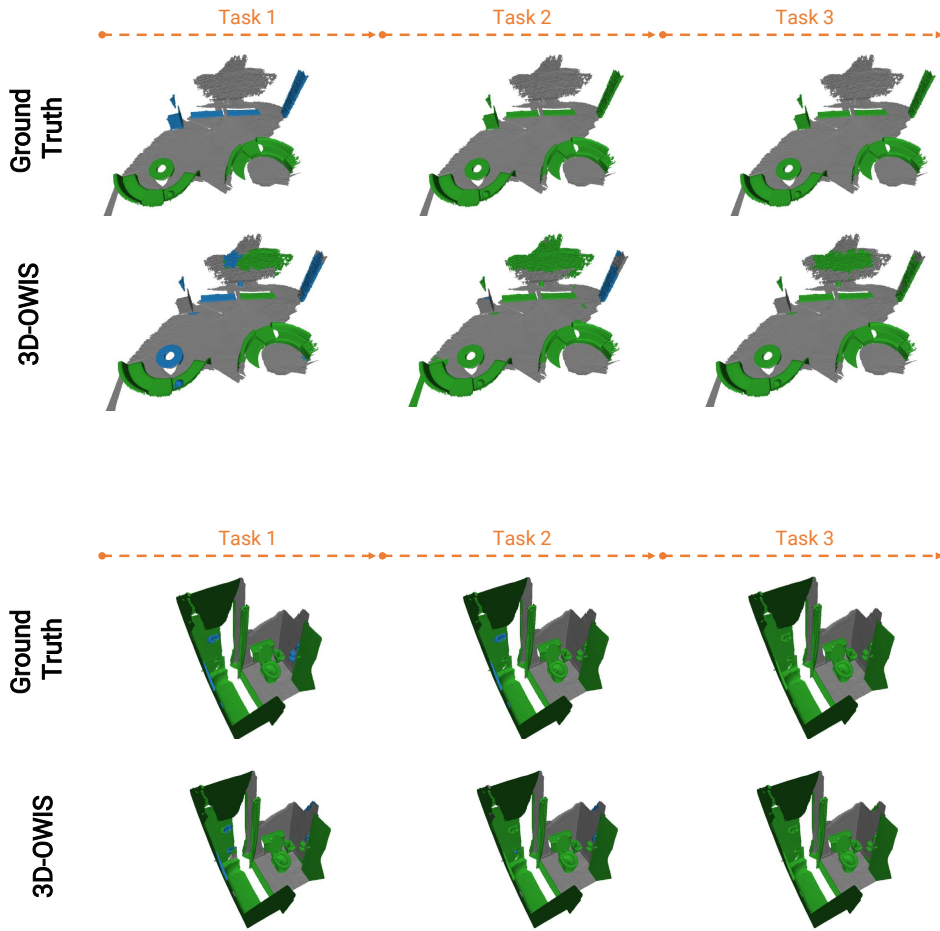 Task 1
Task 2
Task 3
Ground
Truth
3D-OWIS
Task 1
Task 2
Task 3
Ground
Truth
3D-OWIS